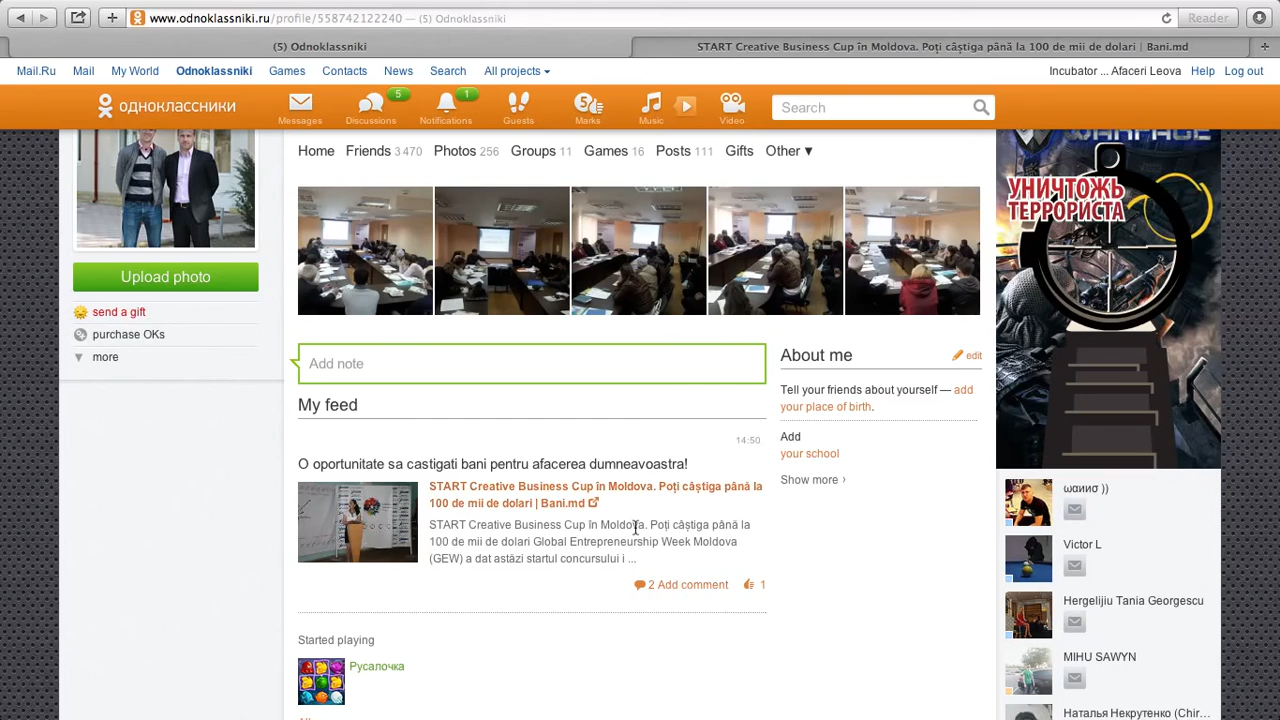 www.odnoklassniki.ru/profile/558742122240 — (5) Odnoklassniki
Reader
(5) Odnoklassniki
START Creative Business Cup în Moldova. Poți câștiga până la 100 de mii de dolari | Bani.md
Mail.Ru Mail My World Odnoklassniki Games Contacts News Search All projects
Incubator ... Afaceri Leova Help Log out
одноклассники
5
1
5
Messages Discussions Notifications Guests Marks Music Video
Search
Home Friends 3 470 Photos 256 Groups 11 Games 16 Posts 111 Gifts Other ▾
УНИЧТОЖЬ
ТЕРРОРИСТА
Upload photo
send a gift
purchase OKs
more
Add note
About me
edit
Tell your friends about yourself — add
your place of birth.
Add
your school
Show more ›
My feed
14:50
O oportunitate sa castigati bani pentru afacerea dumneavoastra!
START Creative Business Cup în Moldova. Poți câștiga până la
100 de mii de dolari | Bani.md
START Creative Business Cup în Moldova. Poți câștiga până la
100 de mii de dolari Global Entrepreneurship Week Moldova
(GEW) a dat astăzi startul concursului i ...
2 Add comment 1
Started playing
Русалочка
ωαиισ ))
Victor L
Hergelijiu Tania Georgescu
MIHU SAWYN
Наталья Некрутенко (Chir…